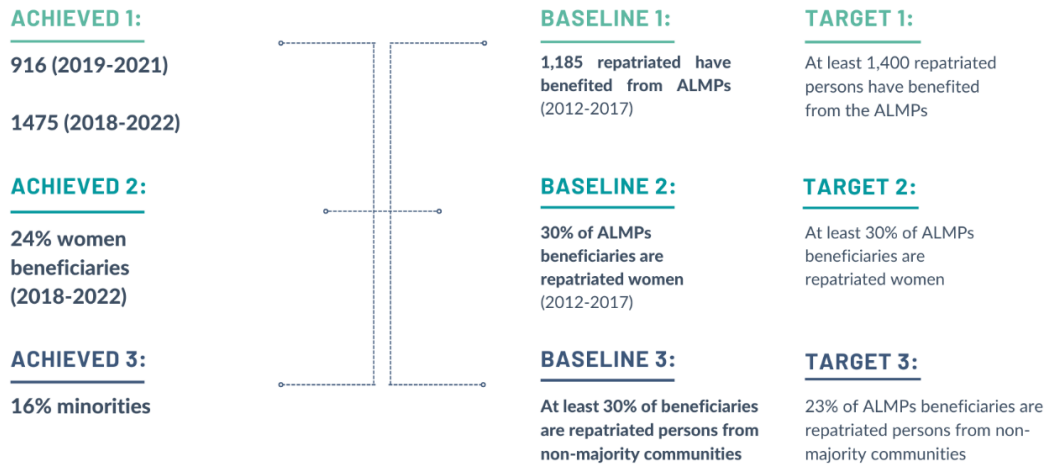 ACHIEVED 1:
916 (2019-2021)
1475 (2018-2022)
ACHIEVED 2:
24% women
beneficiaries
(2018-2022)
ACHIEVED 3:
16% minorities
BASELINE 1:
1,185 repatriated have
benefited from ALMPs
(2012-2017)
BASELINE 2:
30% of ALMPs
beneficiaries are
repatriated women
(2012-2017)
BASELINE 3:
At least 30% of beneficiaries
are repatriated persons from
non-majority communities
TARGET 1:
At least 1,400 repatriated
persons have benefited
from the ALMPs
TARGET 2:
At least 30% of ALMPs
beneficiaries are
repatriated women
TARGET 3:
23% of ALMPs beneficiaries are
repatriated persons from non-
majority communities